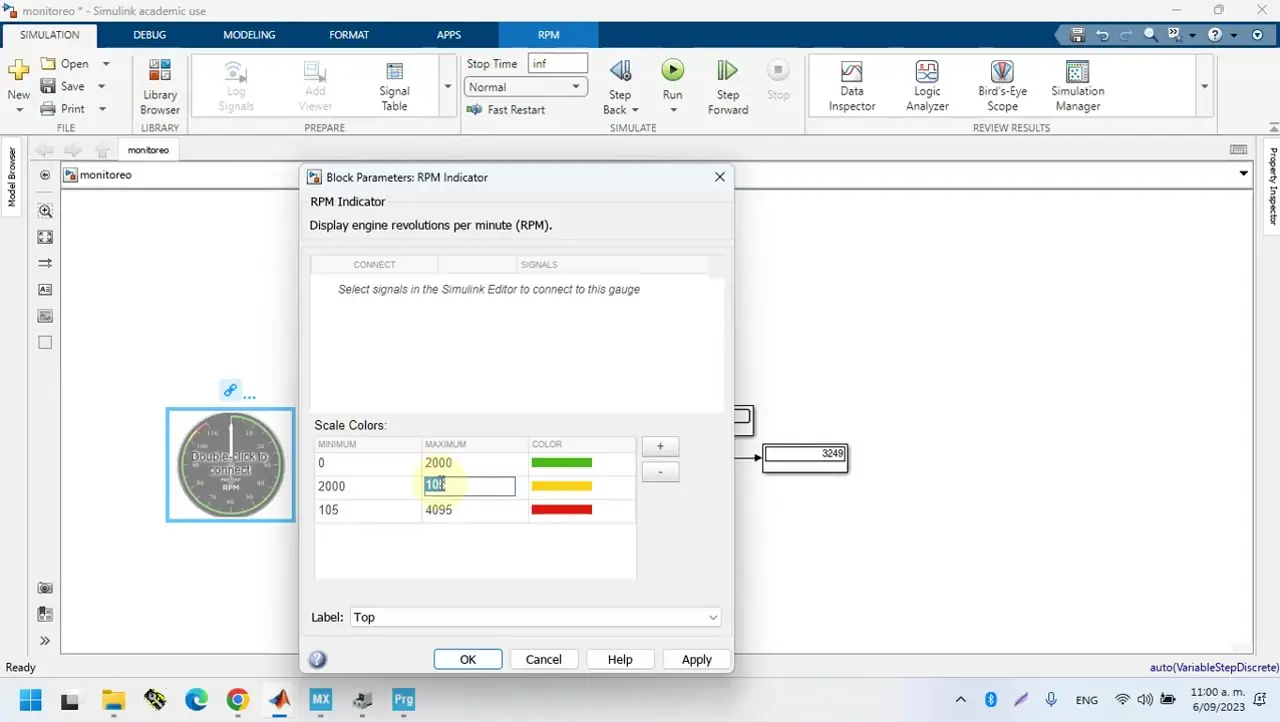 monitoreo * - Simulink academic use
SIMULATION DEBUG MODELING FORMAT APPS RPM
New Open Save Print FILE
Library Browser LIBRARY
Log Signals Add Viewer Signal Table PREPARE
Stop Time inf
Normal
Fast Restart
Step Back Run Step Forward Stop SIMULATE
Data Inspector Logic Analyzer Bird's-Eye Scope Simulation Manager REVIEW RESULTS
monitoreo
monitoreo
Model Browser
Property Inspector
Block Parameters: RPM Indicator
RPM Indicator
Display engine revolutions per minute (RPM).
CONNECT SIGNALS
Select signals in the Simulink Editor to connect to this gauge
Double-click to connect
RPM
Scale Colors:
MINIMUM MAXIMUM COLOR
0 2000
2000 105
105 4095
+
-
3249
Label: Top
OK Cancel Help Apply
Ready
auto(VariableStepDiscrete)
MX Prg
ENG
11:00 a. m.
6/09/2023